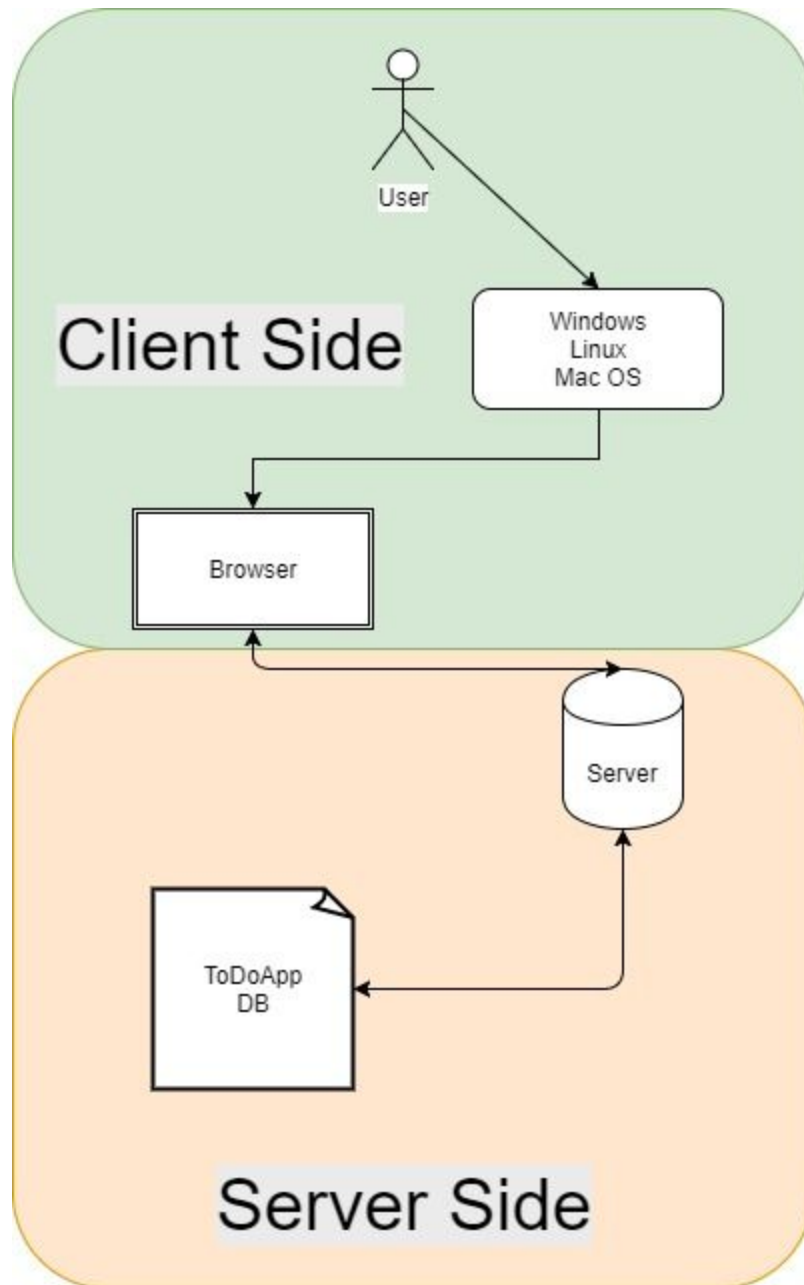 User
Client Side
Windows
Linux
Mac OS
Browser
Server
ToDoApp
DB
Server Side